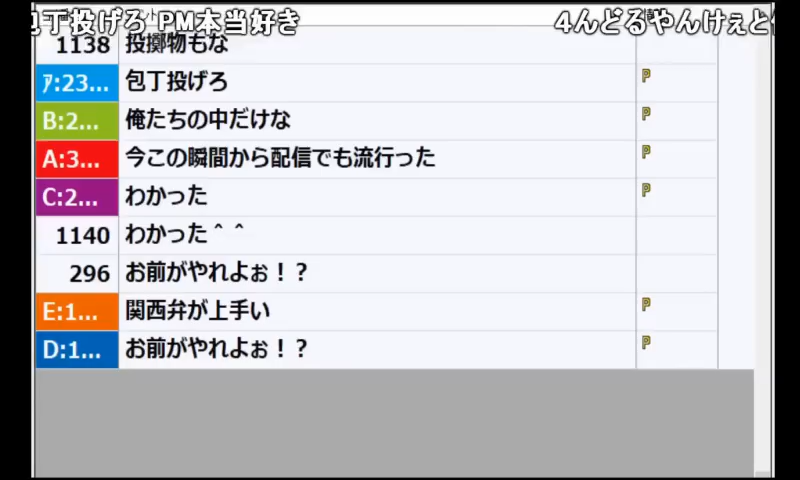 包丁投げろ PM本当好き
4んどるやんけぇと
1138 投擲物もな
ｱ:23... 包丁投げろ P
B:2... 俺たちの中だけな P
A:3... 今この瞬間から配信でも流行った P
C:2... わかった P
1140 わかった＾＾
296 お前がやれよぉ！？
E:1... 関西弁が上手い P
D:1... お前がやれよぉ！？ P